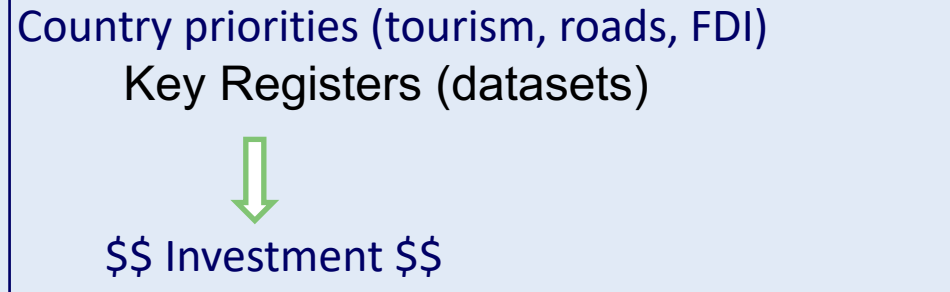 Country priorities (tourism, roads, FDI)
Key Registers (datasets)
$$ Investment $$